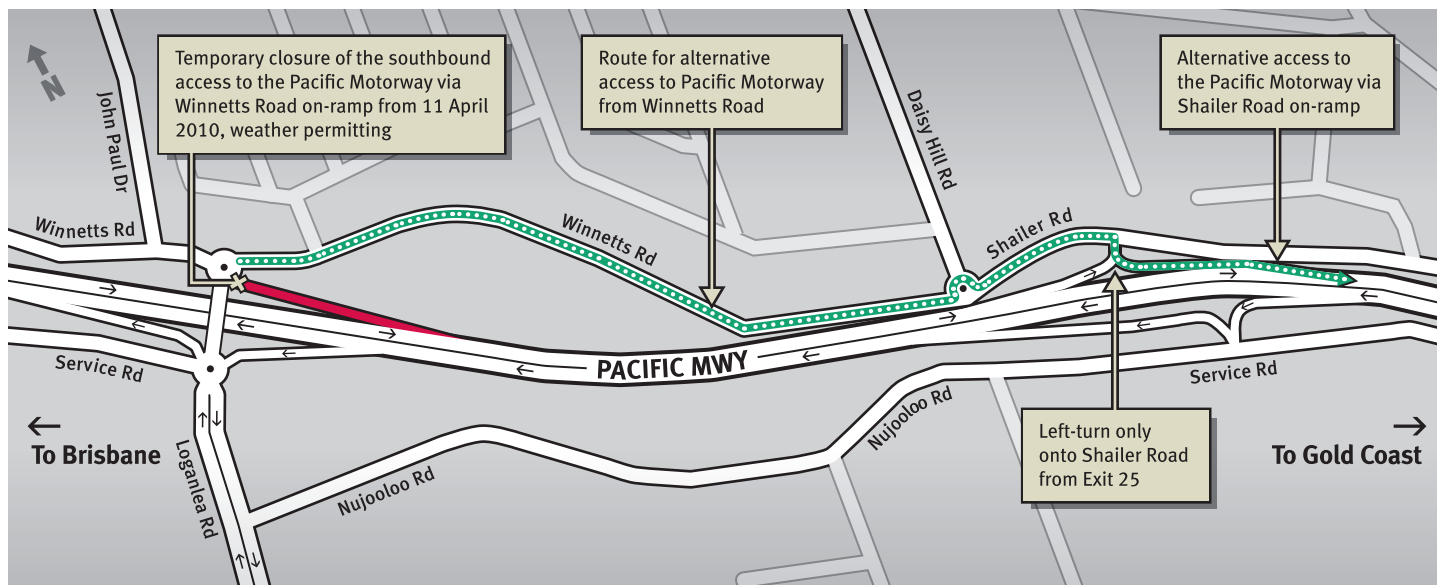 N
Temporary closure of the southbound
access to the Pacific Motorway via
Winnetts Road on-ramp from 11 April
2010, weather permitting
Route for alternative
access to Pacific Motorway
from Winnetts Road
Alternative access to
the Pacific Motorway via
Shailer Road on-ramp
John Paul Dr
Daisy Hill Rd
Winnetts Rd
Winnetts Rd
Shailer Rd
PACIFIC MWY
Service Rd
Service Rd
Nujooloo Rd
Left-turn only
onto Shailer Road
from Exit 25
To Brisbane
To Gold Coast
Loganlea Rd
Nujooloo Rd